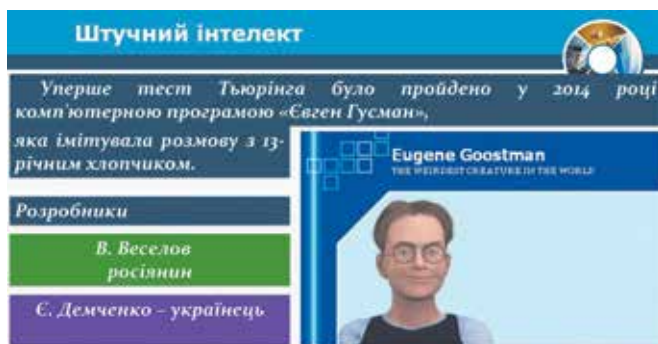 Штучний інтелект
Уперше тест Тьюрінга було пройдено у 2014 році
комп'ютерною програмою «Євген Гусман»,
яка імітувала розмову з 13-
річним хлопчиком.
Розробники
В. Веселов
росіянин
Є. Демченко – українець
Eugene Goostman
THE WEIRDEST CREATURE IN THE WORLD